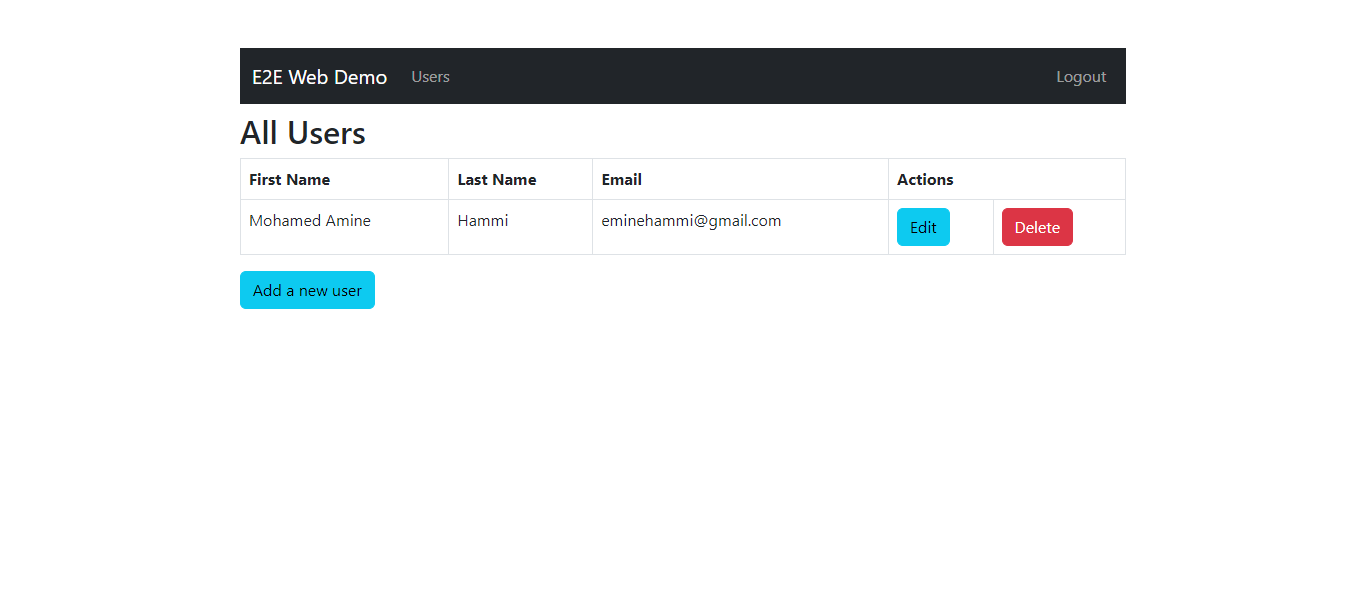 E2E Web Demo Users Logout
All Users
First Name Last Name Email Actions
Mohamed Amine Hammi eminehammi@gmail.com Edit Delete
Add a new user